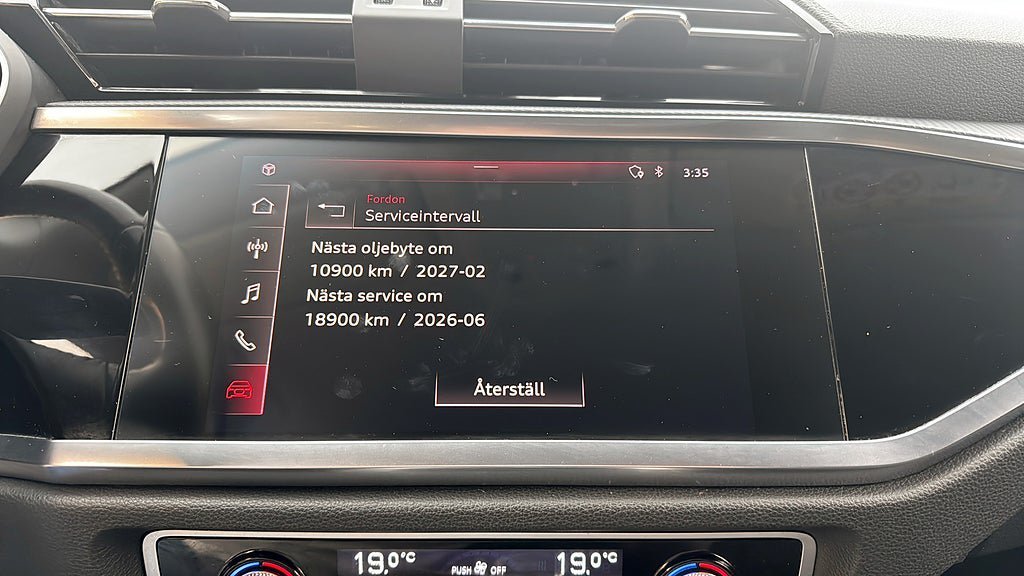 3:35
Fordon
Serviceintervall
Nästa oljebyte om
10900 km / 2027-02
Nästa service om
18900 km / 2026-06
Återställ
19.0°C
PUSH OFF
19.0°C